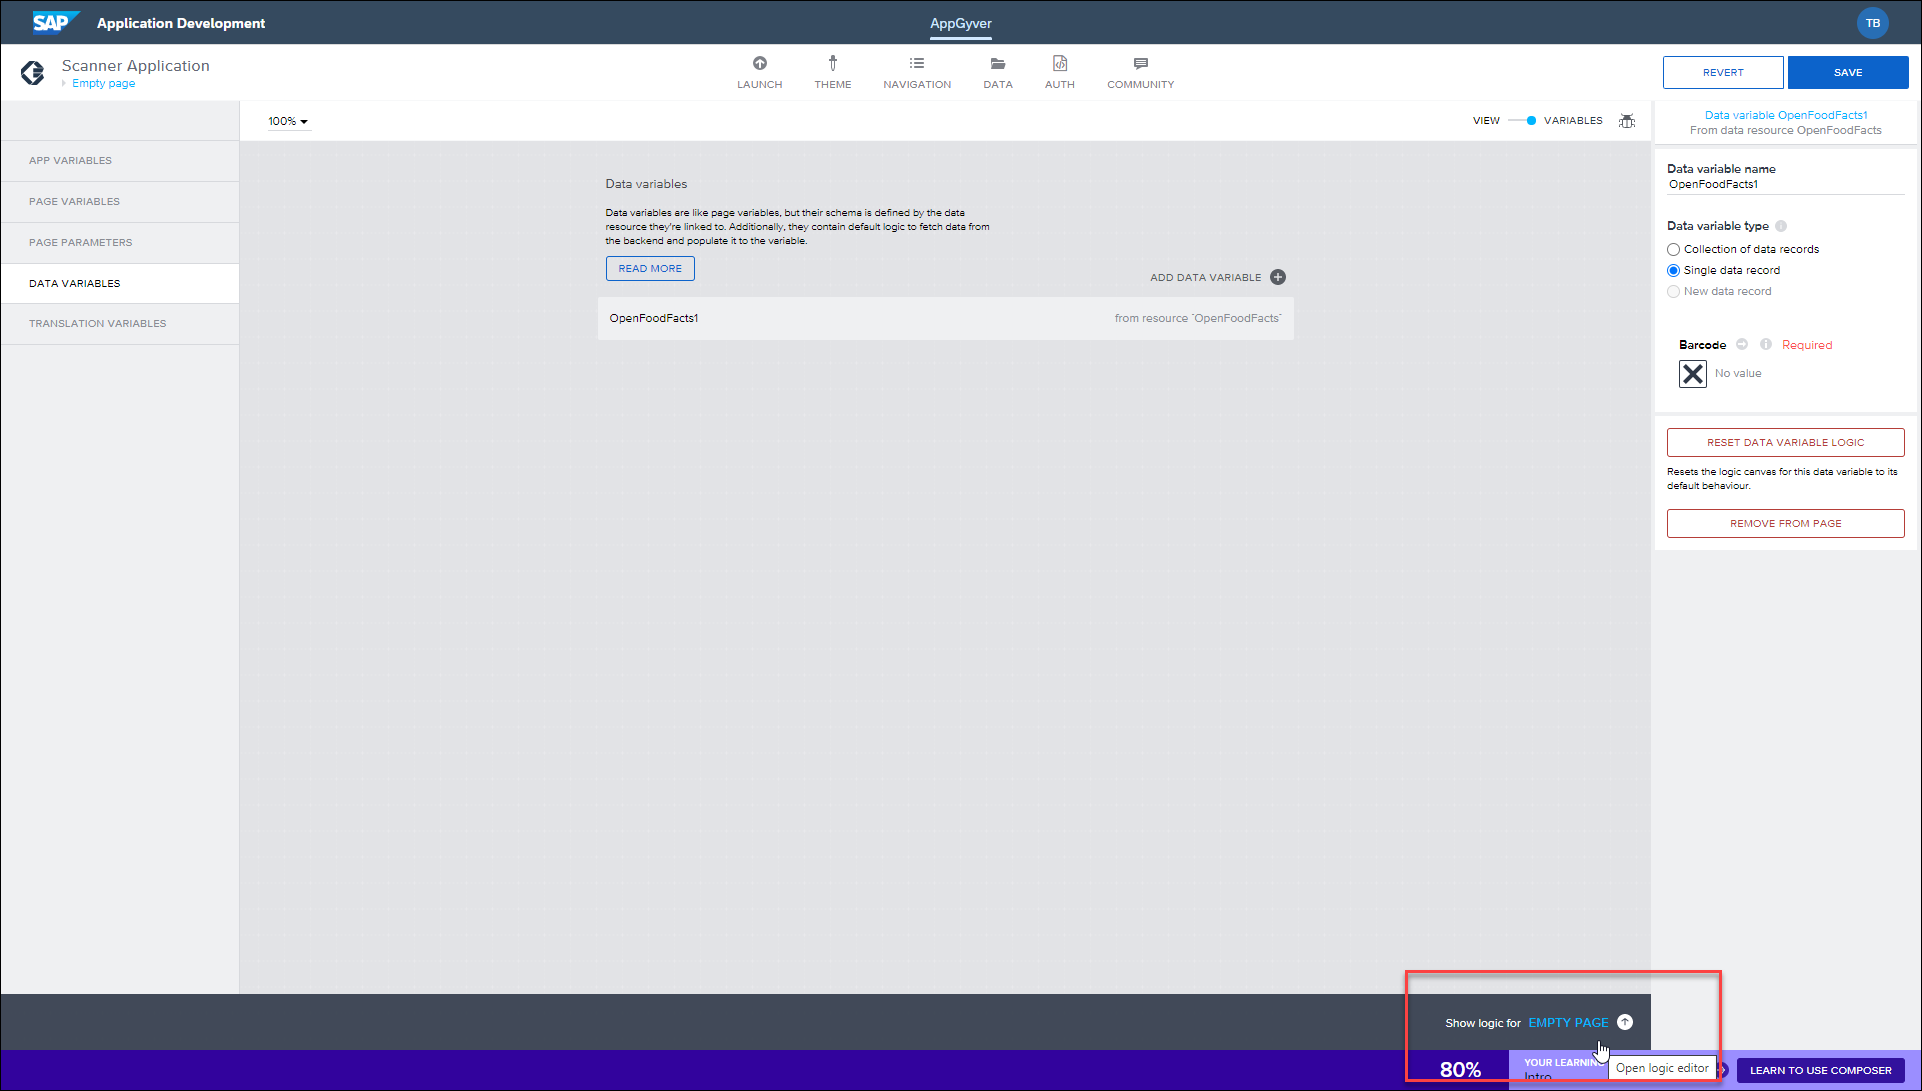 SAP Application Development
AppGyver
TB
Scanner Application
Empty page
LAUNCH
THEME
NAVIGATION
DATA
AUTH
COMMUNITY
REVERT
SAVE
100%
VIEW
VARIABLES
APP VARIABLES
PAGE VARIABLES
PAGE PARAMETERS
DATA VARIABLES
TRANSLATION VARIABLES
Data variables
Data variables are like page variables, but their schema is defined by the data
resource they're linked to. Additionally, they contain default logic to fetch data from
the backend and populate it to the variable.
READ MORE
ADD DATA VARIABLE
OpenFoodFacts1
from resource `OpenFoodFacts`
Data variable OpenFoodFacts1
From data resource OpenFoodFacts
Data variable name
OpenFoodFacts1
Data variable type
Collection of data records
Single data record
New data record
Barcode
Required
No value
RESET DATA VARIABLE LOGIC
Resets the logic canvas for this data variable to its
default behaviour.
REMOVE FROM PAGE
Show logic for EMPTY PAGE
80%
YOUR LEARNING
Intro
Open logic editor
LEARN TO USE COMPOSER